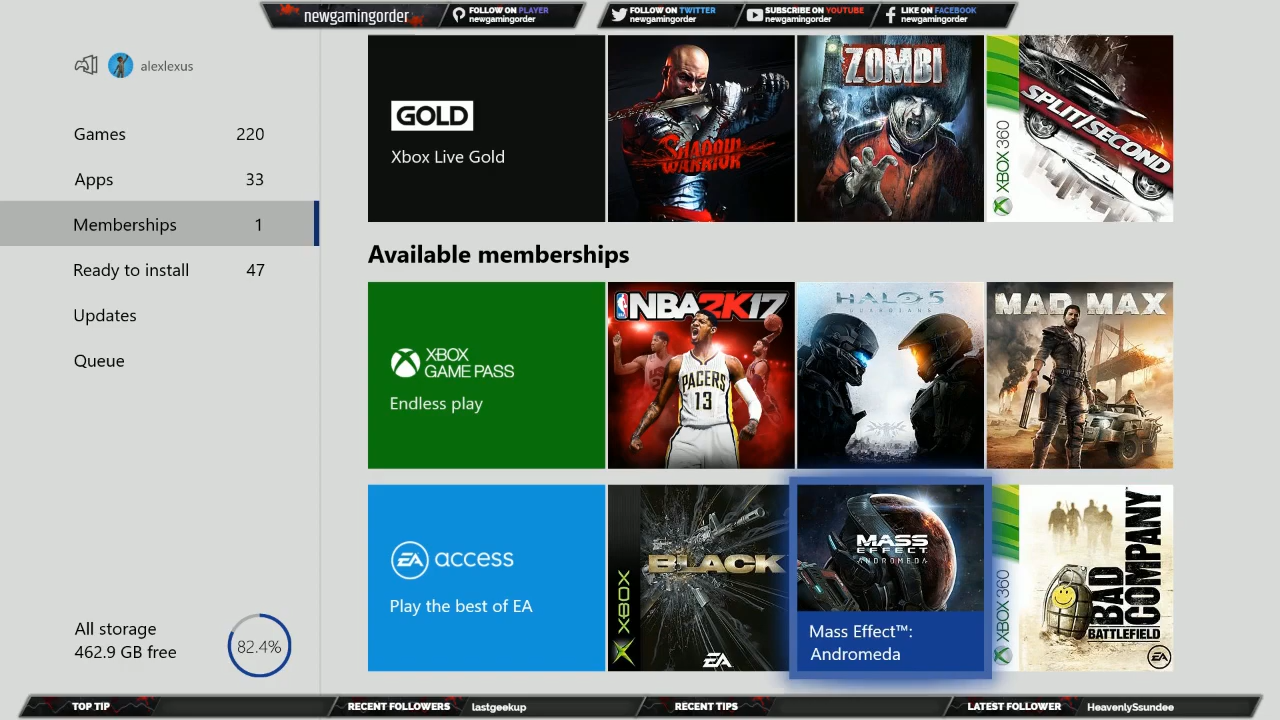 newgamingorder
FOLLOW ON PLAYER
newgamingorder
FOLLOW ON TWITTER
newgamingorder
SUBSCRIBE ON YOUTUBE
newgamingorder
LIKE ON FACEBOOK
newgamingorder
alexlexus
Games 220
Apps 33
Memberships 1
Ready to install 47
Updates
Queue
All storage
462.9 GB free
82.4%
GOLD
Xbox Live Gold
SHADOW
WARRIOR
ZOMBI
XBOX 360
SPLIT/SECOND
Available memberships
XBOX
GAME PASS
Endless play
NBA 2K17
PACERS
13
HALO 5
GUARDIANS
MAD MAX
EA access
Play the best of EA
XBOX
BLACK
EA
MASS
EFFECT
ANDROMEDA
Mass Effect™:
Andromeda
XBOX 360
BAD
COMPANY
BATTLEFIELD
EA
TOP TIP
RECENT FOLLOWERS lastgeekup
RECENT TIPS
LATEST FOLLOWER HeavenlySsundee